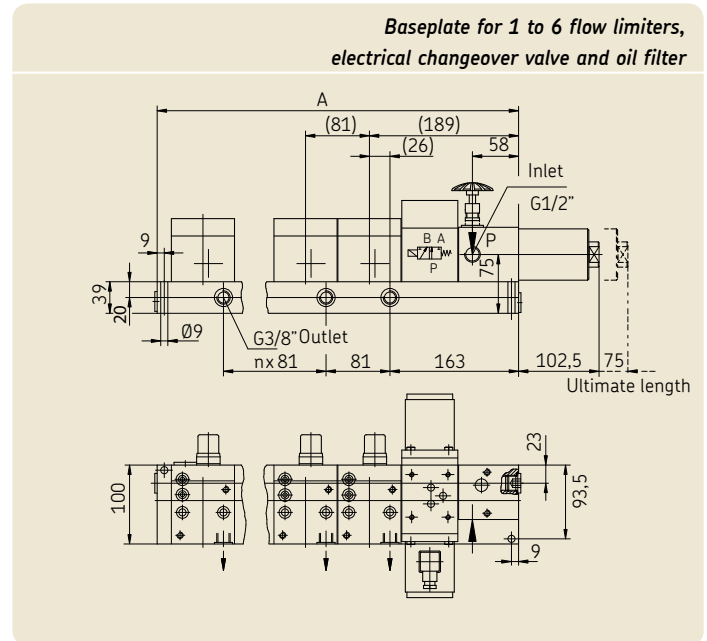 Baseplate for 1 to 6 flow limiters,
electrical changeover valve and oil filter
A
(81) (189)
(26) 58
Inlet
G1/2”
9
B A
P
P
75
39
20
Ø9
G3/8” Outlet
nx81 81 163 102,5 75
Ultimate length
23
100
93,5
9